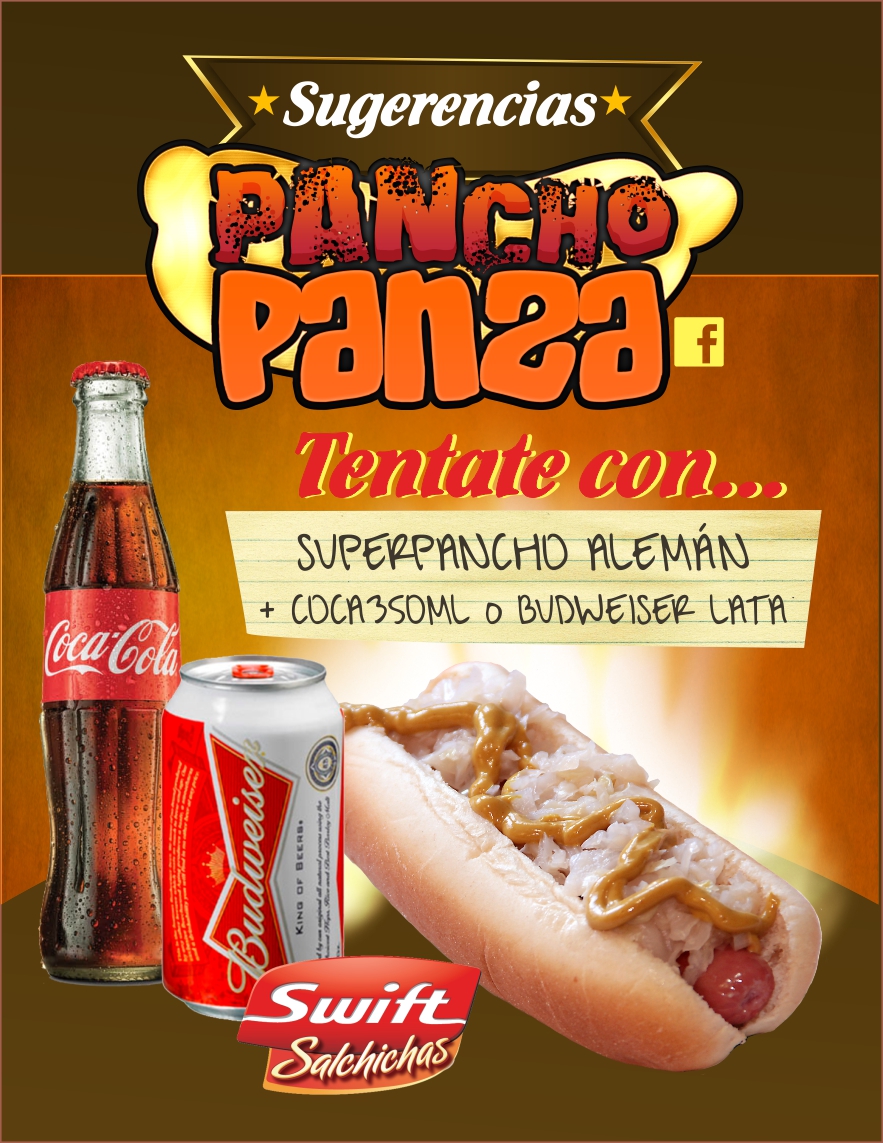 Sugerencias
PANCHO
Panza
f
Tentate con...
SUPERPANCHO ALEMÁN
+ COCA350ML o BUDWEISER LATA
Coca-Cola
Budweiser
KING OF BEERS®
Swift
Salchichas